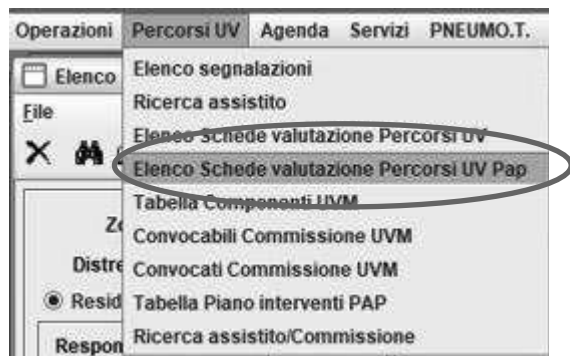 Operazioni Percorsi UV Agenda Servizi PNEUMO.T.
Elenco
Elenco segnalazioni
File
Ricerca assistito
Elenco Schede valutazione Percorsi UV
Elenco Schede valutazione Percorsi UV Pap
Tabella Componenti UVM
Convocabili Commissione UVM
Distre
Convocati Commissione UVM
Resid
Tabella Piano interventi PAP
Ricerca assistito/Commissione
Respon